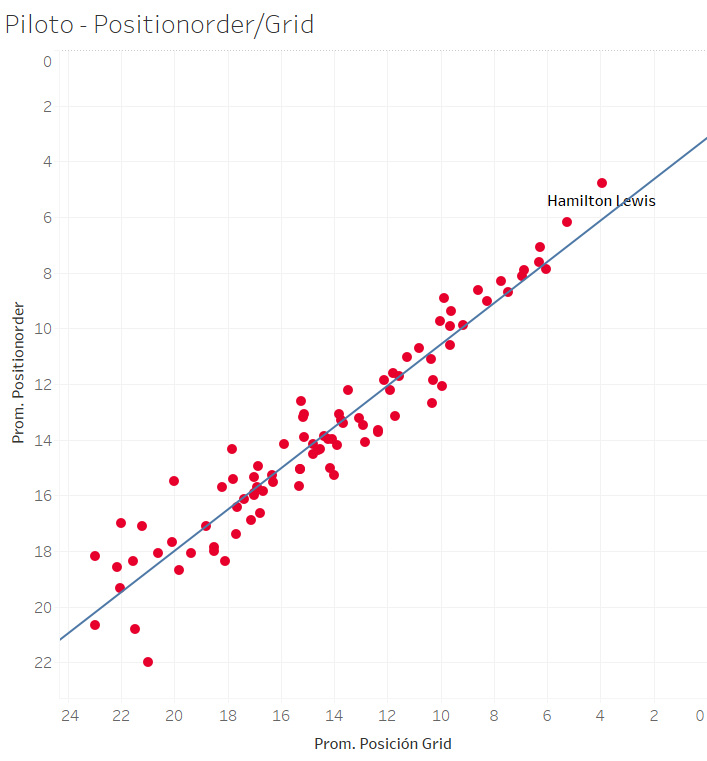 Piloto - Positionorder/Grid
0
2
4
6
8
10
12
14
16
18
20
22
Prom. Positionorder
Hamilton Lewis
24 22 20 18 16 14 12 10 8 6 4 2 0
Prom. Posición Grid